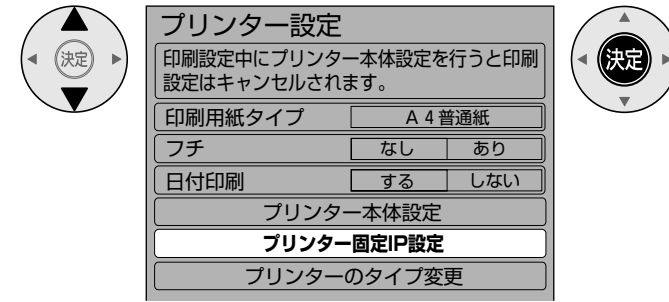 決定
プリンター設定
印刷設定中にプリンター本体設定を行うと印刷
設定はキャンセルされます。
印刷用紙タイプ A4普通紙
フチ なし あり
日付印刷 する しない
プリンター本体設定
プリンター固定IP設定
プリンターのタイプ変更
決定